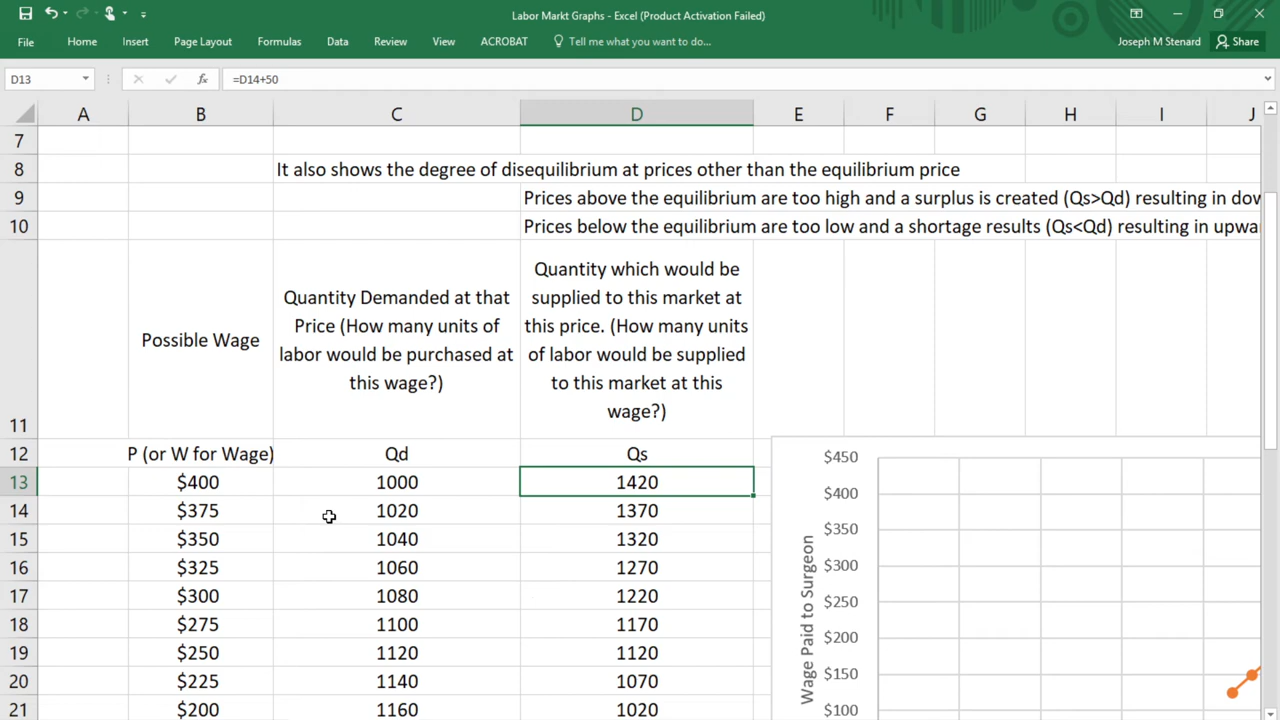 Labor Markt Graphs - Excel (Product Activation Failed)
File Home Insert Page Layout Formulas Data Review View ACROBAT Tell me what you want to do... Joseph M Stenard Share
D13 fx =D14+50
A B C D E F G H I J
7
8 It also shows the degree of disequilibrium at prices other than the equilibrium price
9 Prices above the equilibrium are too high and a surplus is created (Qs>Qd) resulting in dow
10 Prices below the equilibrium are too low and a shortage results (Qs<Qd) resulting in upwa
11
Possible Wage
Quantity Demanded at that
Price (How many units of
labor would be purchased at
this wage?)
Quantity which would be
supplied to this market at
this price. (How many units
of labor would be supplied
to this market at this
wage?)
12 P (or W for Wage) Qd Qs
13 $400 1000 1420
14 $375 1020 1370
15 $350 1040 1320
16 $325 1060 1270
17 $300 1080 1220
18 $275 1100 1170
19 $250 1120 1120
20 $225 1140 1070
21 $200 1160 1020
Wage Paid to Surgeon
$450
$400
$350
$300
$250
$200
$150
$100